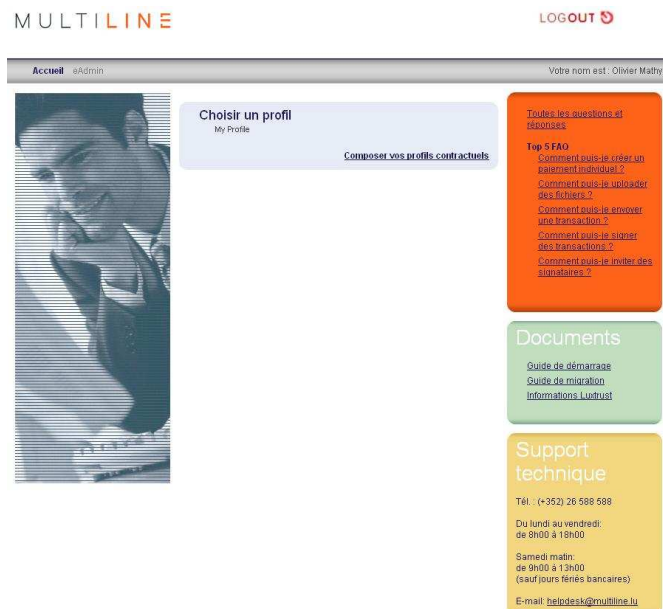 MULTILINE
LOGOUT
Accueil eAdmin
Votre nom est : Olivier Mathy
Choisir un profil
My Profile
Composer vos profils contractuels
Toutes les questions et
réponses
Top 5 FAQ
Comment puis-je créer un
paiement individuel ?
Comment puis-je uploader
des fichiers ?
Comment puis-je envoyer
une transaction ?
Comment puis-je signer
des transactions ?
Comment puis-je inviter des
signataires ?
Documents
Guide de démarrage
Guide de migration
Informations Luxtrust
Support
technique
Tél. : (+352) 26 588 588
Du lundi au vendredi:
de 8h00 à 18h00
Samedi matin:
de 9h00 à 13h00
(sauf jours fériés bancaires)
E-mail: helpdesk@multiline.lu